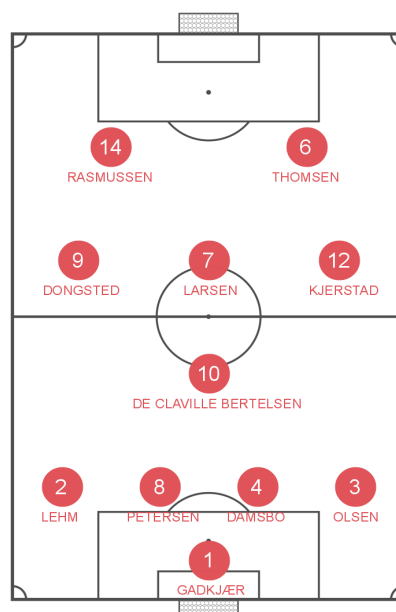 14 6
RASMUSSEN THOMSEN
9 7 12
DONGSTED LARSEN KJERSTAD
10
DE CLAVILLE BERTELSEN
2 8 4 3
LEHM PETERSEN DAMSBO OLSEN
1
GADKJÆR